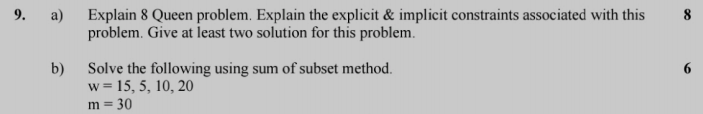 9. a) Explain 8 Queen problem. Explain the explicit & implicit constraints associated with this 8
problem. Give at least two solution for this problem.
b) Solve the following using sum of subset method. 6
w = 15, 5, 10, 20
m = 30